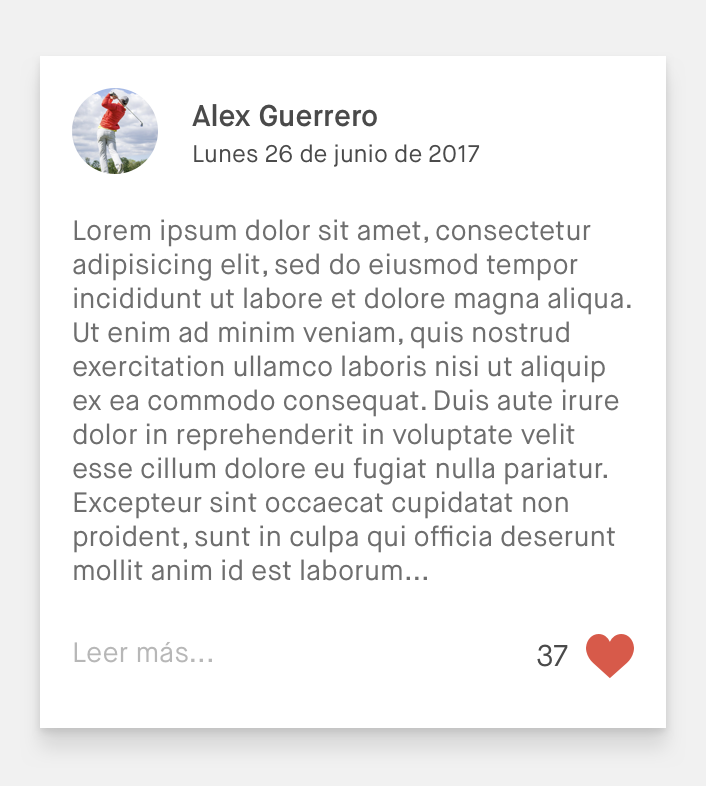 Alex Guerrero
Lunes 26 de junio de 2017
Lorem ipsum dolor sit amet, consectetur
adipisicing elit, sed do eiusmod tempor
incididunt ut labore et dolore magna aliqua.
Ut enim ad minim veniam, quis nostrud
exercitation ullamco laboris nisi ut aliquip
ex ea commodo consequat. Duis aute irure
dolor in reprehenderit in voluptate velit
esse cillum dolore eu fugiat nulla pariatur.
Excepteur sint occaecat cupidatat non
proident, sunt in culpa qui officia deserunt
mollit anim id est laborum...
Leer más... 37